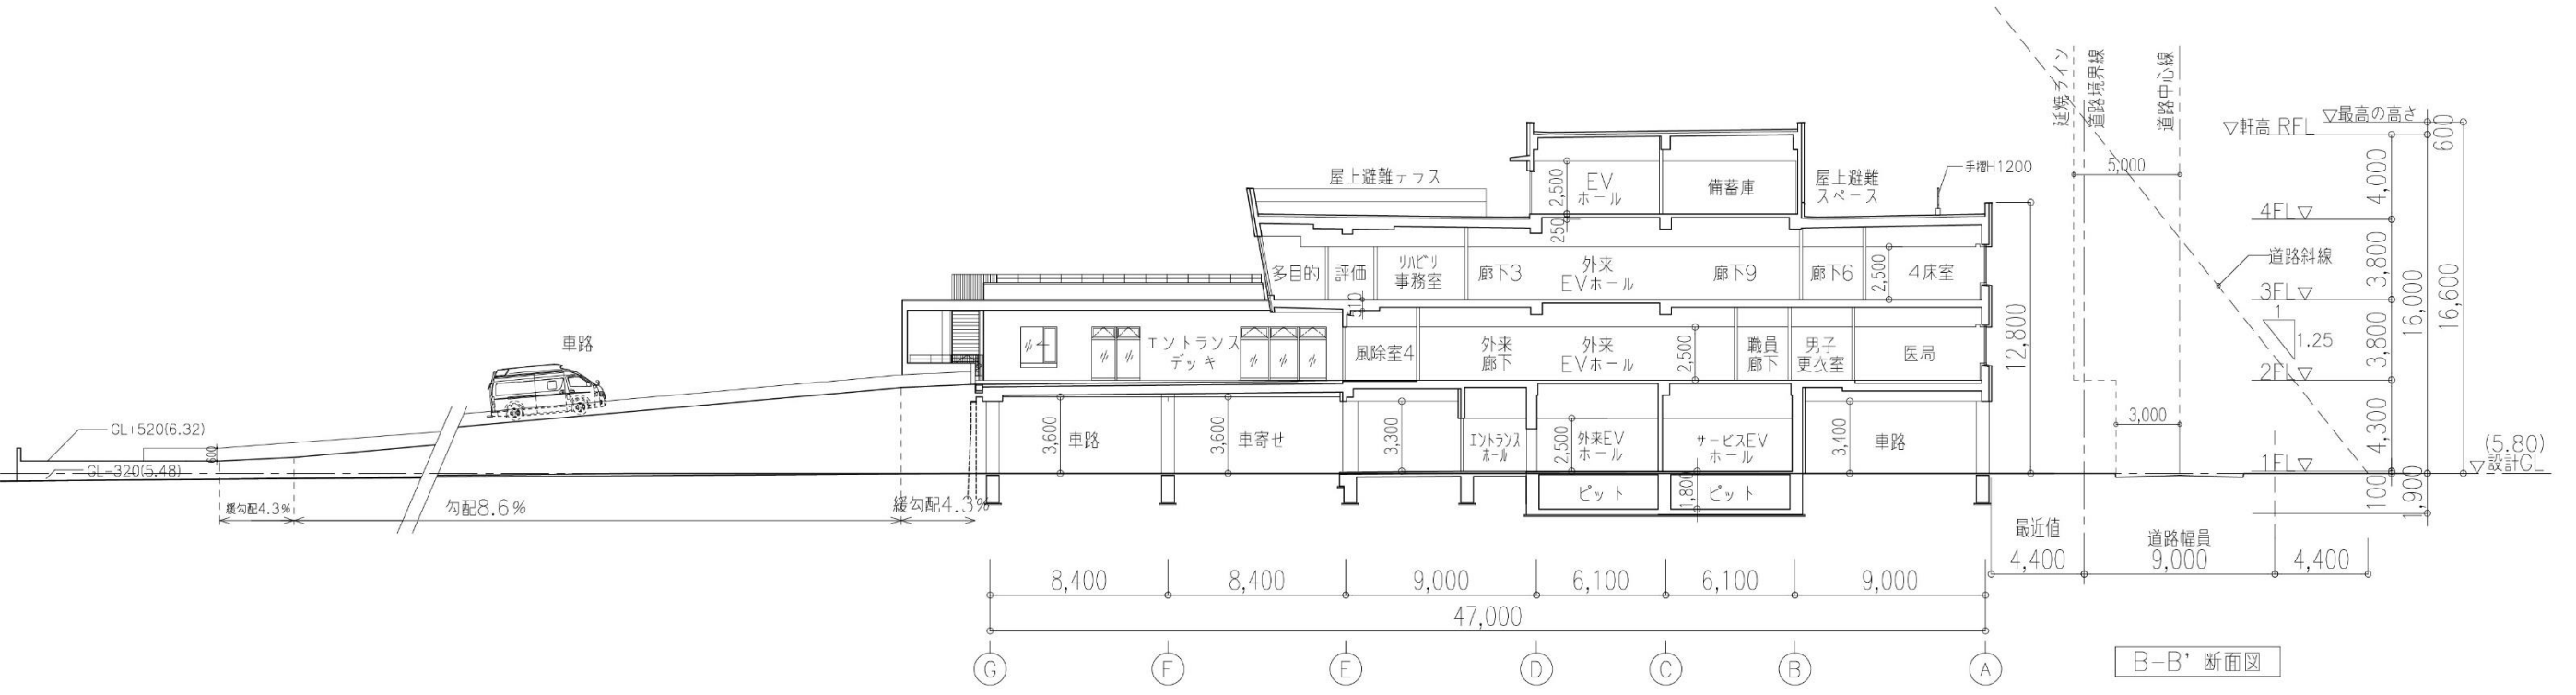 延焼ライン
道路境界線
道路中心線
▽最高の高さ
▽軒高 RFL
600
4,000
5,000
手摺H1200
屋上避難テラス
2,500
EV
ホール
備蓄庫
屋上避難
スペース
4FL▽
250
多目的
評価
リハビリ
事務室
廊下3
外来
EVホール
廊下9
廊下6
2,500
4床室
道路斜線
3,800
3FL▽
16,000
16,600
12,800
1
1.25
車路
エントランス
デッキ
風除室4
外来
廊下
外来
EVホール
2,500
職員
廊下
男子
更衣室
医局
3,800
2FL▽
3,000
GL+520(6.32)
600
GL-320(5.48)
3,600
車路
3,600
車寄せ
3,300
エントランス
ホール
2,500
外来EV
ホール
サービスEV
ホール
3,400
車路
4,300
1FL▽
(5.80)
▽設計GL
100
1,900
緩勾配4.3%
勾配8.6%
緩勾配4.3%
ピット
1,800
ピット
最近値
4,400
道路幅員
9,000
4,400
8,400
8,400
9,000
6,100
6,100
9,000
47,000
G
F
E
D
C
B
A
B-B' 断面図